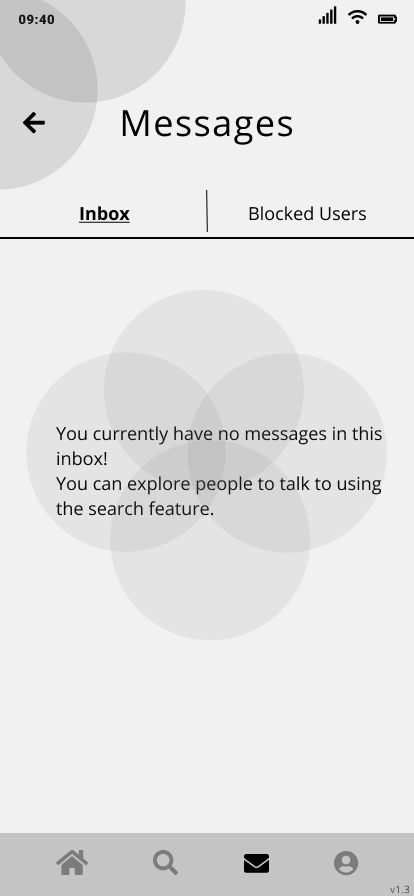 09:40
Messages
Inbox
Blocked Users
You currently have no messages in this
inbox!
You can explore people to talk to using
the search feature.
v1.3